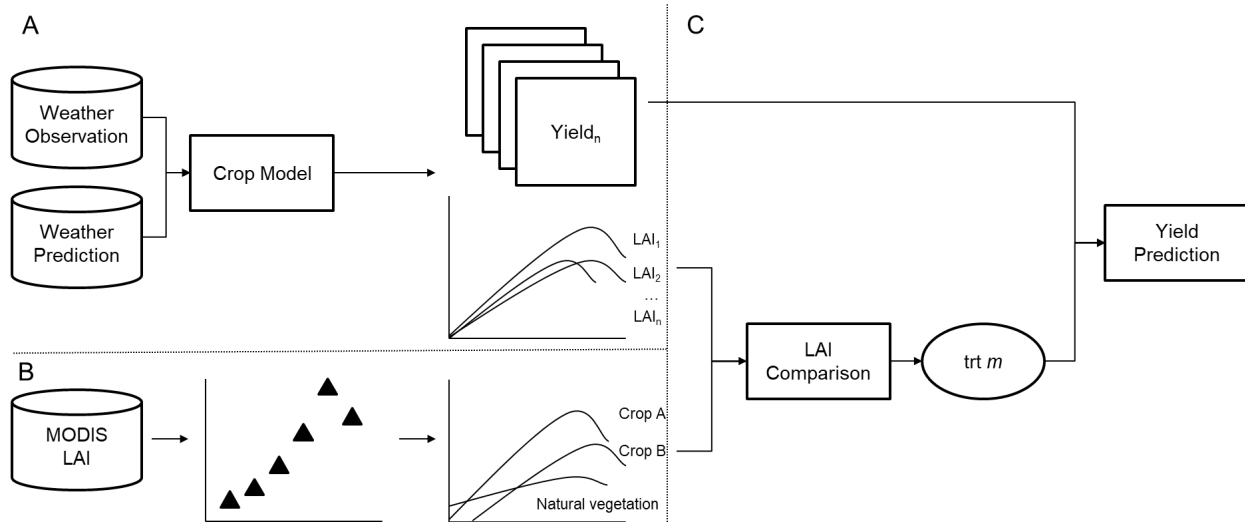 A
Weather
Observation
Weather
Prediction
Crop Model
Yieldn
LAI1
LAI2
...
LAIn
B
MODIS
LAI
Crop A
Crop B
Natural vegetation
C
LAI
Comparison
trt m
Yield
Prediction